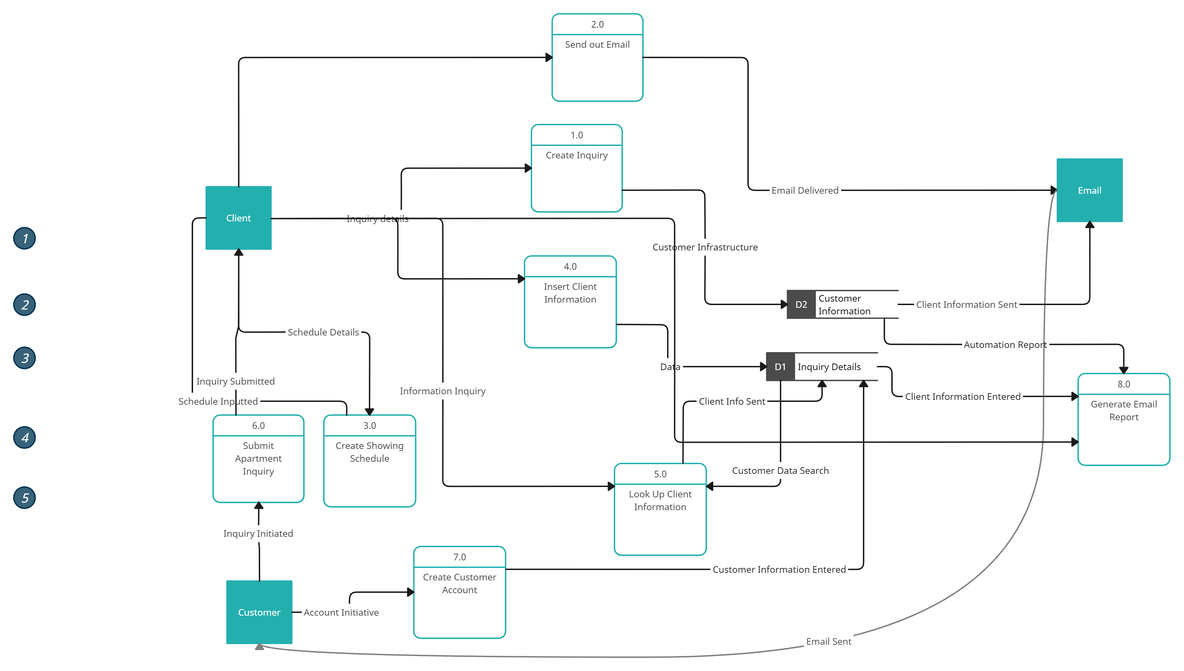 2.0
Send out Email
1.0
Create Inquiry
Email Delivered
Email
Client
Inquiry details
1
Customer Infrastructure
4.0
Insert Client
Information
D2
Customer
Information
Client Information Sent
2
Schedule Details
Automation Report
3
Data
D1
Inquiry Details
Inquiry Submitted
8.0
Information Inquiry
Client Information Entered
Schedule Inputted
Client Info Sent
Generate Email
Report
6.0
3.0
Submit
Apartment
Inquiry
Create Showing
Schedule
4
Customer Data Search
5.0
Look Up Client
Information
5
Inquiry Initiated
7.0
Customer Information Entered
Create Customer
Account
Customer
Account Initiative
Email Sent